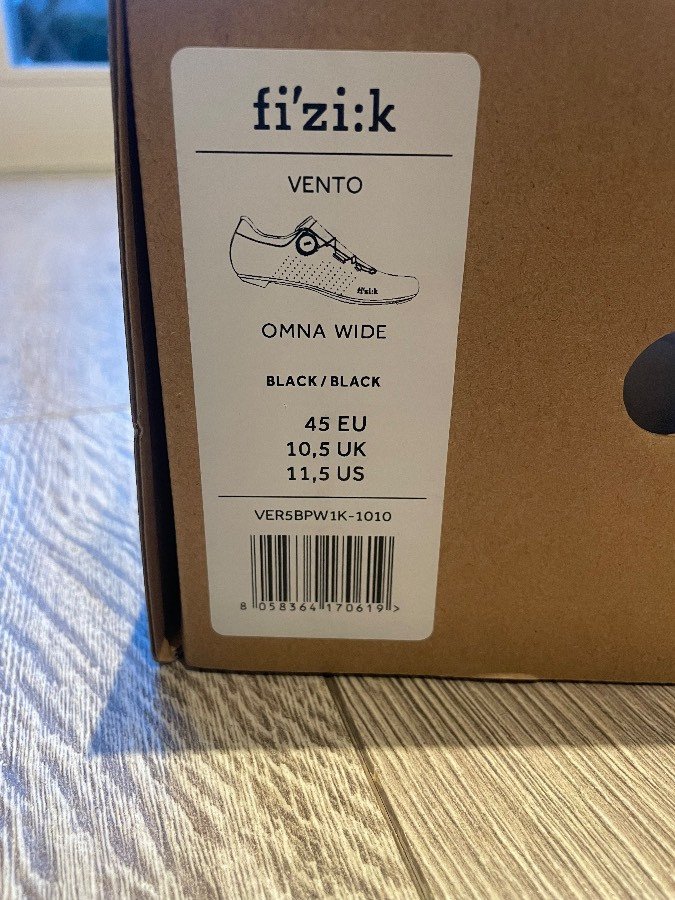 fi'zi:k
VENTO
fi'zi:k
OMNA WIDE
BLACK/BLACK
45 EU
10,5 UK
11,5 US
VER5BPW1K-1010
8 058364 170619 >